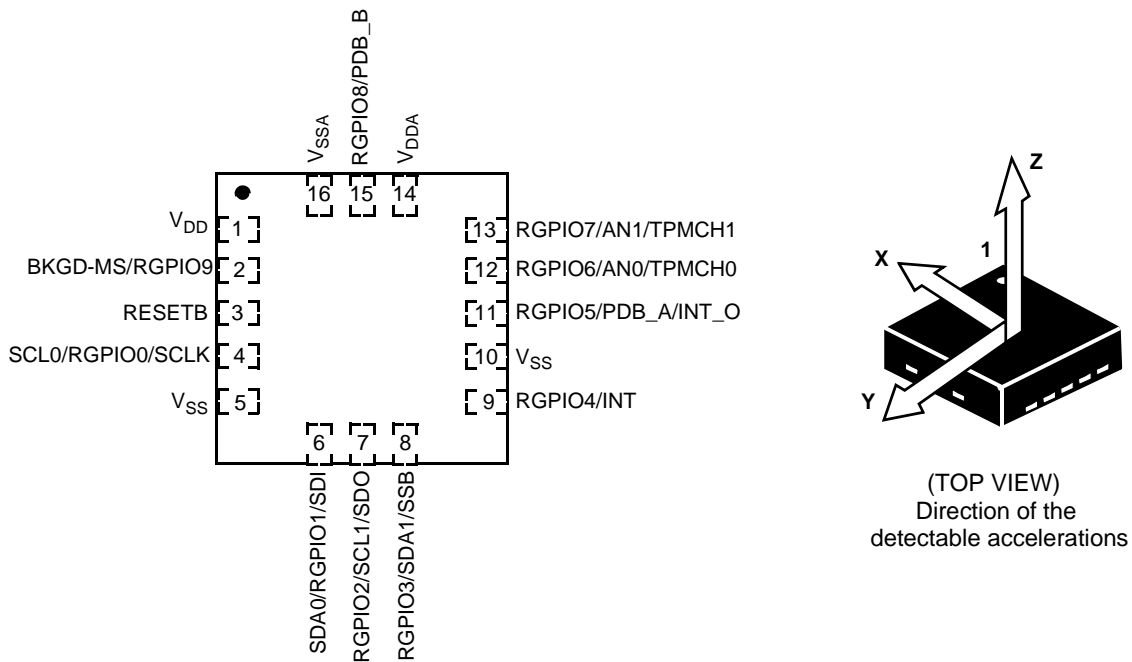 RGPIO8/PDB_B
VSSA
VDDA
16
15
14
VDD
1
13
RGPIO7/AN1/TPMCH1
BKGD-MS/RGPIO9
2
12
RGPIO6/AN0/TPMCH0
RESETB
3
11
RGPIO5/PDB_A/INT_O
SCL0/RGPIO0/SCLK
4
10
VSS
VSS
5
9
RGPIO4/INT
6
7
8
SDA0/RGPIO1/SDI
RGPIO2/SCL1/SDO
RGPIO3/SDA1/SSB
Z
1
X
Y
(TOP VIEW)
Direction of the
detectable accelerations